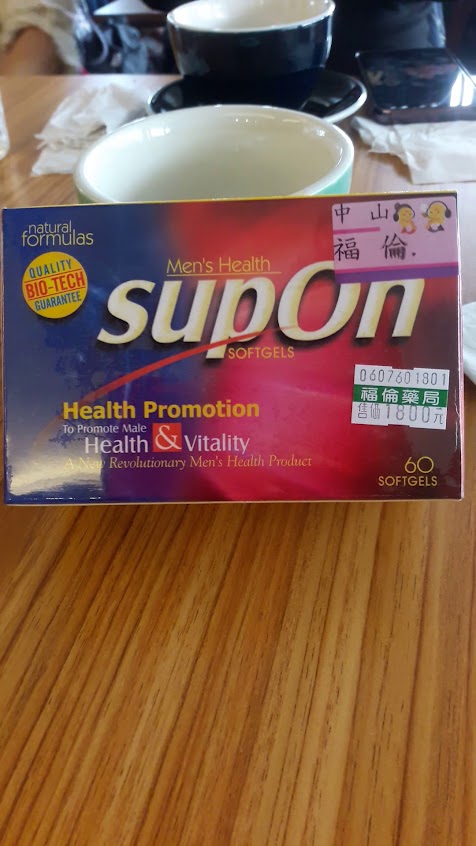 natural
formulas
QUALITY
BIO-TECH
GUARANTEE
Men's Health
supOn
SOFTGELS
中山
福倫.
0607601801
福倫藥局
售価1800元
Health Promotion
To Promote Male
Health & Vitality
A New Revolutionary Men's Health Product
60
SOFTGELS